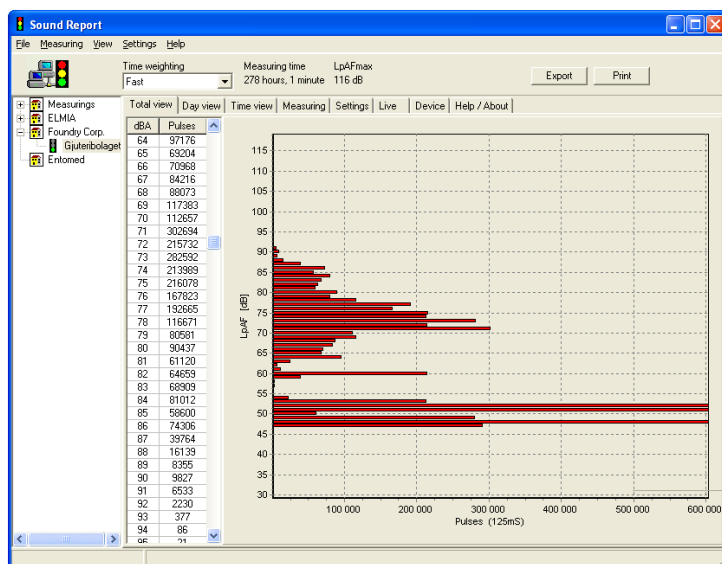 Sound Report
File Measuring View Settings Help
Time weighting
Fast
Measuring time
278 hours, 1 minute
LpAFmax
116 dB
Export
Print
Measurings
ELMIA
Foundry Corp.
Gjuteribolaget
Entomed
Total view Day view Time view Measuring Settings Live Device Help / About
dBA Pulses
64 97176
65 69204
66 70968
67 84216
68 88073
69 117383
70 112657
71 302694
72 215732
73 282592
74 213989
75 216078
76 167823
77 192665
78 116671
79 80581
80 90437
81 61120
82 64659
83 68909
84 81012
85 58600
86 74306
87 39764
88 16139
89 8355
90 9827
91 6533
92 2230
93 377
94 86
95 21
115
110
105
100
95
90
85
80
75
70
65
60
55
50
45
40
35
30
LpAF [dB]
100 000 200 000 300 000 400 000 500 000 600 000
Pulses (125mS)